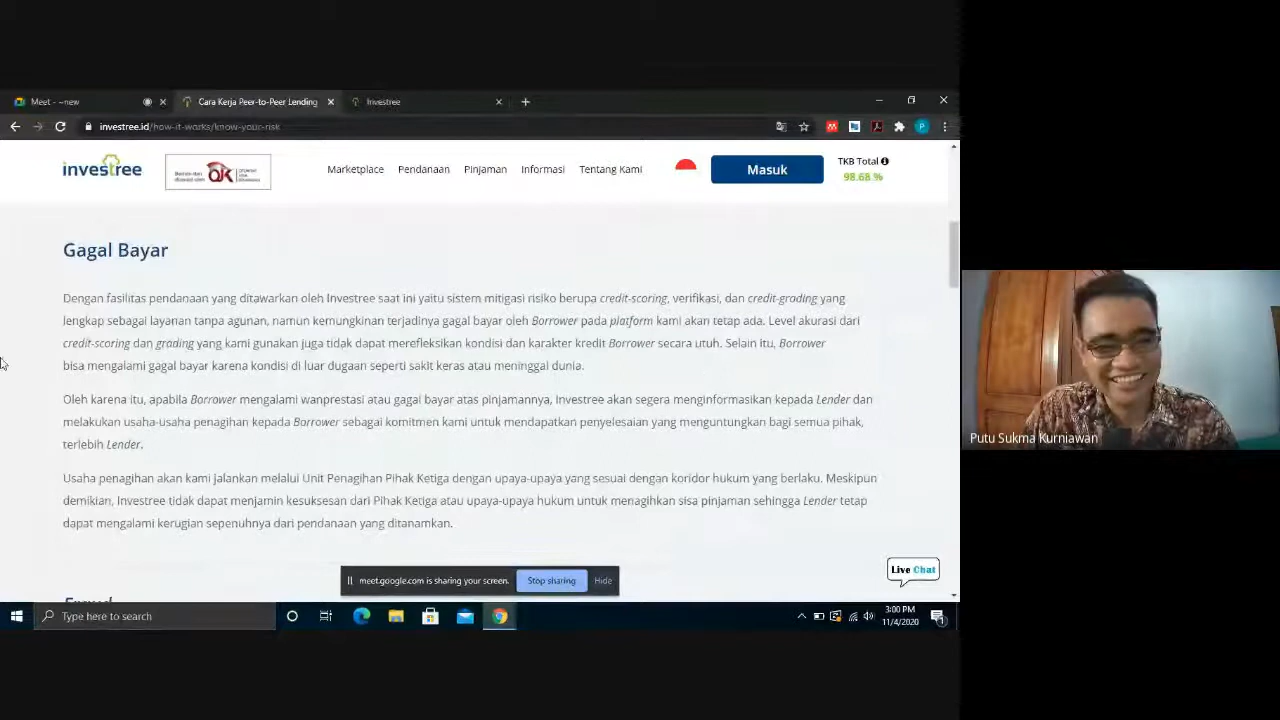 Meet - ~new
Cara Kerja Peer-to-Peer Lending
Investree
investree.id/how-it-works/know-your-risk
investree
Marketplace
Pendanaan
Pinjaman
Informasi
Tentang Kami
Masuk
TKB Total
98.68 %
Gagal Bayar
Dengan fasilitas pendanaan yang ditawarkan oleh Investree saat ini yaitu sistem mitigasi risiko berupa credit-scoring, verifikasi, dan credit-grading yang
lengkap sebagai layanan tanpa agunan, namun kemungkinan terjadinya gagal bayar oleh Borrower pada platform kami akan tetap ada. Level akurasi dari
credit-scoring dan grading yang kami gunakan juga tidak dapat merefleksikan kondisi dan karakter kredit Borrower secara utuh. Selain itu, Borrower
bisa mengalami gagal bayar karena kondisi di luar dugaan seperti sakit keras atau meninggal dunia.
Oleh karena itu, apabila Borrower mengalami wanprestasi atau gagal bayar atas pinjamannya, Investree akan segera menginformasikan kepada Lender dan
melakukan usaha-usaha penagihan kepada Borrower sebagai komitmen kami untuk mendapatkan penyelesaian yang menguntungkan bagi semua pihak,
terlebih Lender.
Usaha penagihan akan kami jalankan melalui Unit Penagihan Pihak Ketiga dengan upaya-upaya yang sesuai dengan koridor hukum yang berlaku. Meskipun
demikian, Investree tidak dapat menjamin kesuksesan dari Pihak Ketiga atau upaya-upaya hukum untuk menagihkan sisa pinjaman sehingga Lender tetap
dapat mengalami kerugian sepenuhnya dari pendanaan yang ditanamkan.
Live Chat
meet.google.com is sharing your screen.
Stop sharing
Hide
Type here to search
3:00 PM
11/4/2020
Putu Sukma Kurniawan